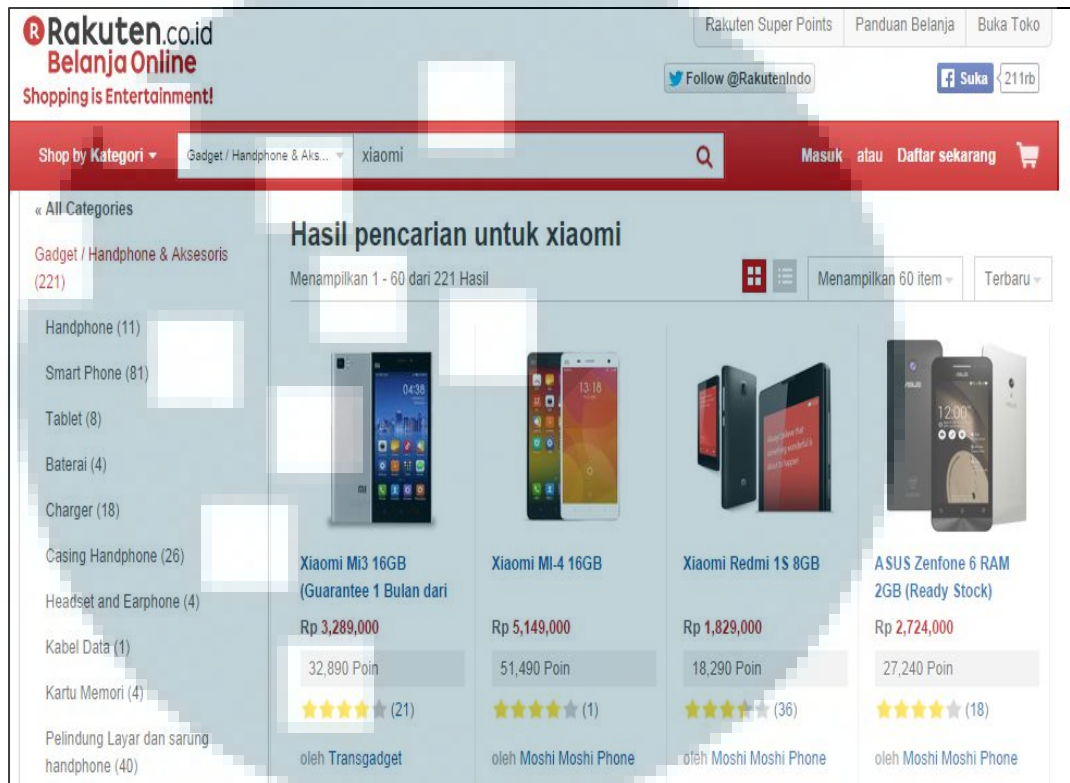 Rakuten.co.id
Belanja Online
Shopping is Entertainment!
Rakuten Super Points Panduan Belanja Buka Toko
Follow @RakutenIndo
Suka 211rb
Shop by Kategori Gadget / Handphone & Aks... xiaomi Masuk atau Daftar sekarang
« All Categories
Gadget / Handphone & Aksesoris
(221)
Handphone (11)
Smart Phone (81)
Tablet (8)
Baterai (4)
Charger (18)
Casing Handphone (26)
Headset and Earphone (4)
Kabel Data (1)
Kartu Memori (4)
Pelindung Layar dan sarung
handphone (40)
Hasil pencarian untuk xiaomi
Menampilkan 1 - 60 dari 221 Hasil
Menampilkan 60 item Terbaru
04:38
13:18
12:00
Xiaomi Mi3 16GB
(Guarantee 1 Bulan dari
Rp 3,289,000
32,890 Poin
(21)
oleh Transgadget
Xiaomi MI-4 16GB
Rp 5,149,000
51,490 Poin
(1)
oleh Moshi Moshi Phone
Xiaomi Redmi 1S 8GB
Rp 1,829,000
18,290 Poin
(36)
oleh Moshi Moshi Phone
ASUS Zenfone 6 RAM
2GB (Ready Stock)
Rp 2,724,000
27,240 Poin
(18)
oleh Moshi Moshi Phone